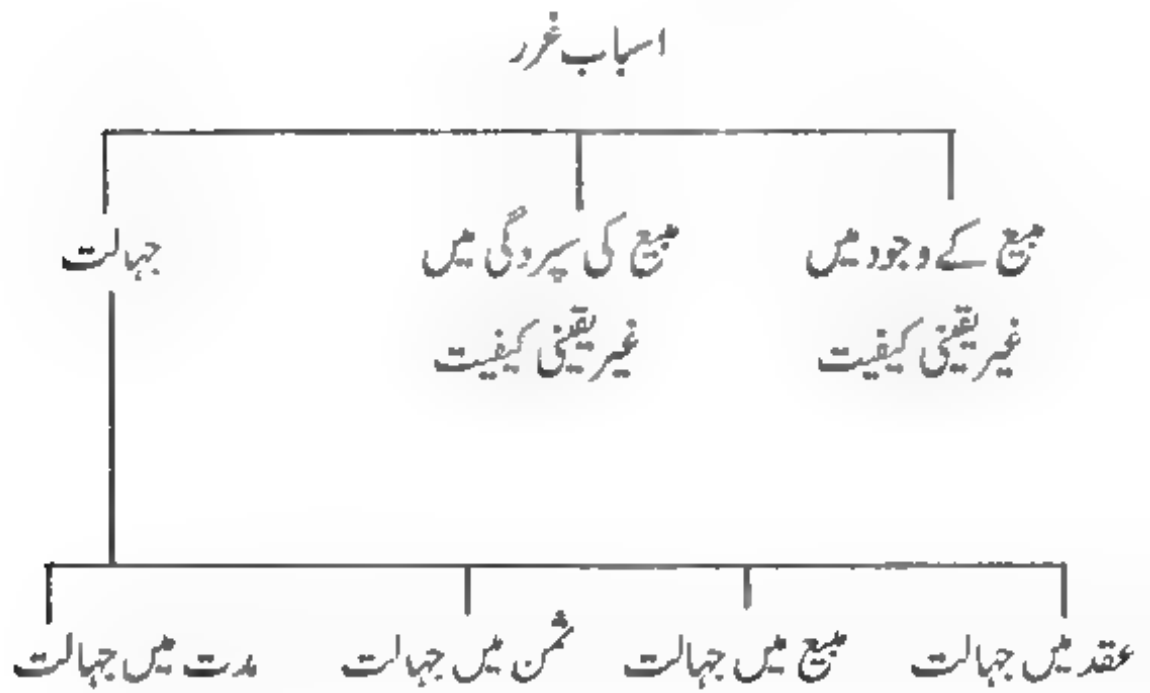 اسباب غرر
مبیع کے وجود میں
غیر یقینی کیفیت
مبیع کی سپردگی میں
غیر یقینی کیفیت
جہالت
عقد میں جہالت
مبیع میں جہالت
ثمن میں جہالت
مدت میں جہالت